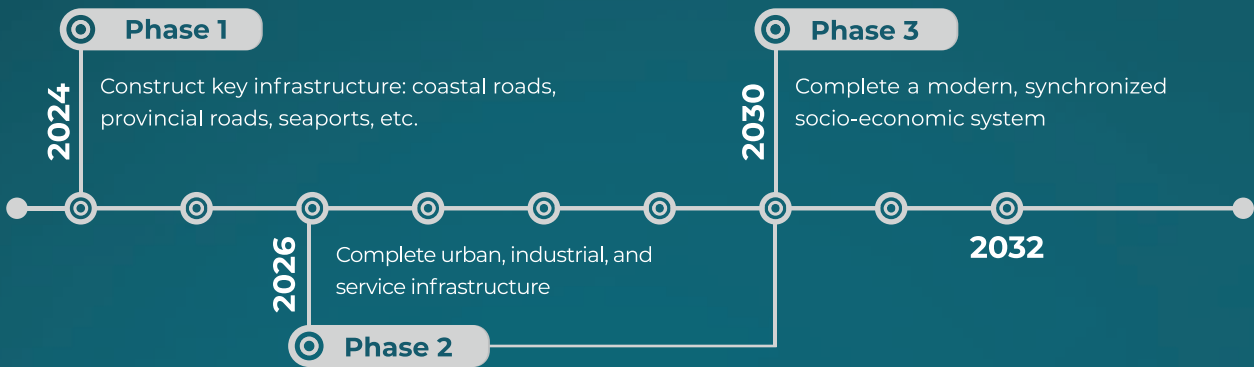 Phase 1
2024
Construct key infrastructure: coastal roads,
provincial roads, seaports, etc.
Phase 3
2030
Complete a modern, synchronized
socio-economic system
2026
Complete urban, industrial, and
service infrastructure
Phase 2
2032